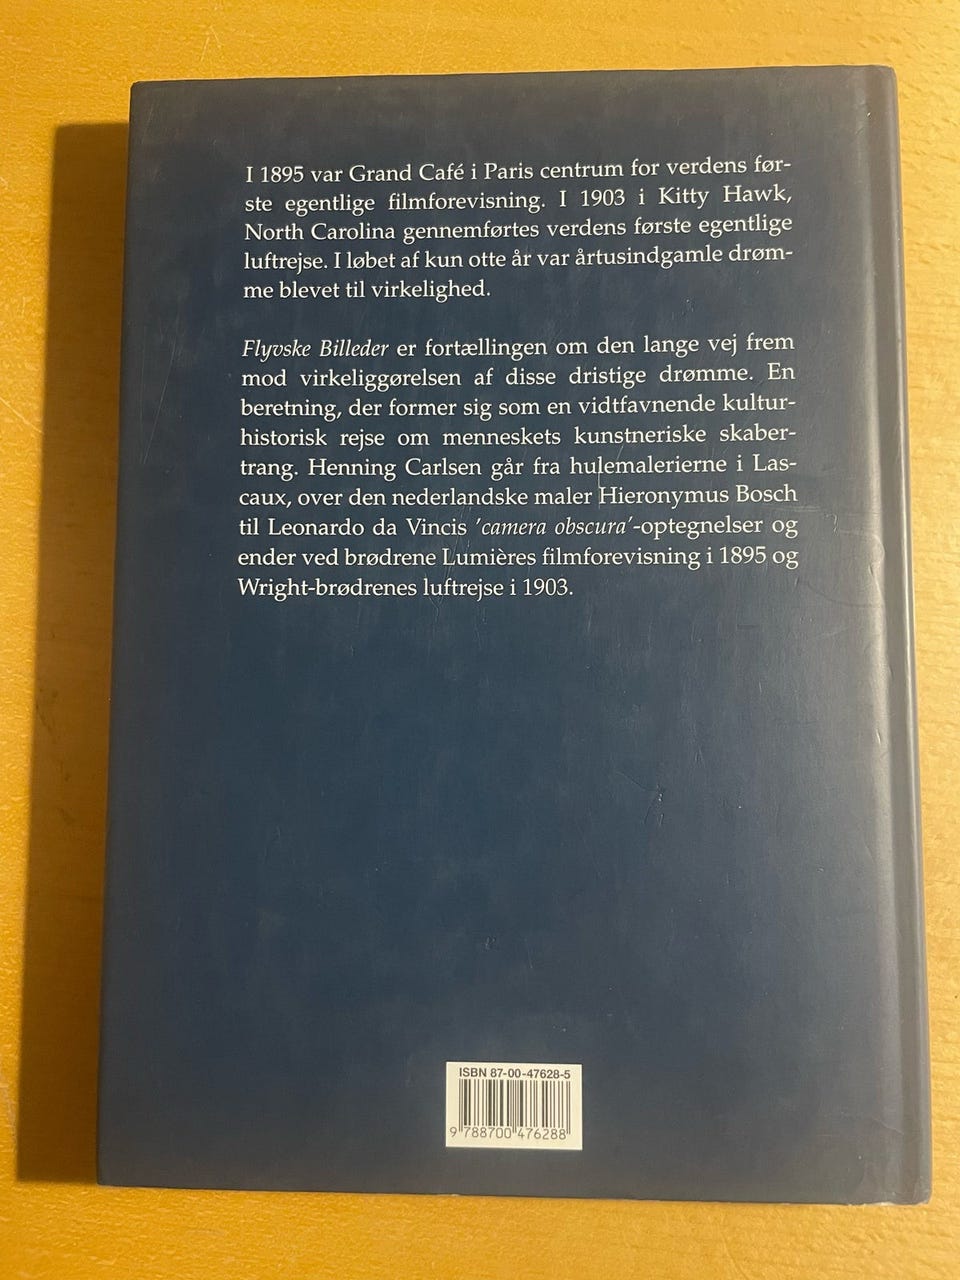 I 1895 var Grand Café i Paris centrum for verdens før-
ste egentlige filmforevisning. I 1903 i Kitty Hawk,
North Carolina gennemførtes verdens første egentlige
luftrejse. I løbet af kun otte år var årtusindgamle drøm-
me blevet til virkelighed.
Flyvske Billeder er fortællingen om den lange vej frem
mod virkeliggørelsen af disse dristige drømme. En
beretning, der former sig som en vidtfavnende kultur-
historisk rejse om menneskets kunstneriske skaber-
trang. Henning Carlsen går fra hulemalerierne i Las-
caux, over den nederlandske maler Hieronymus Bosch
til Leonardo da Vincis 'camera obscura'-optegnelser og
ender ved brødrene Lumières filmforevisning i 1895 og
Wright-brødrenes luftrejse i 1903.
ISBN 87-00-47628-5
9 788700 476288